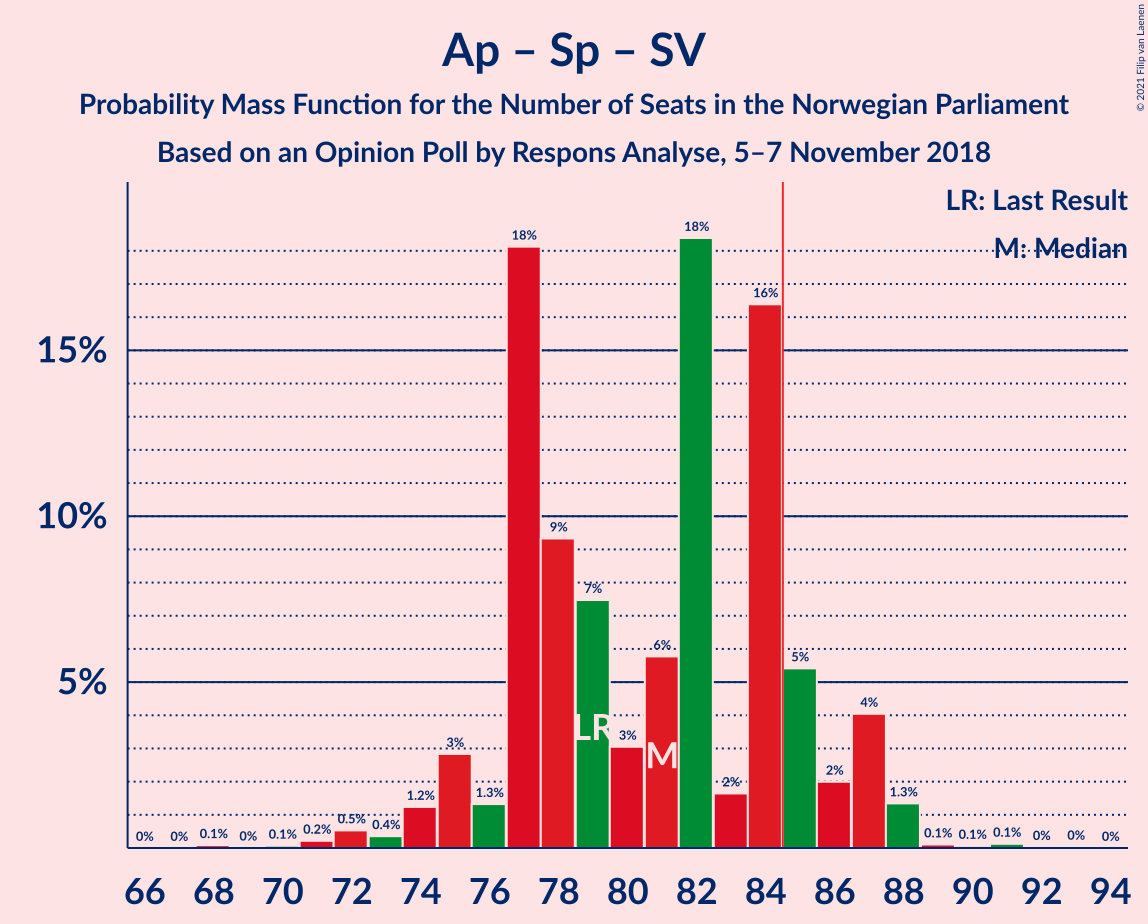 Ap – Sp – SV
Probability Mass Function for the Number of Seats in the Norwegian Parliament
Based on an Opinion Poll by Respons Analyse, 5–7 November 2018
© 2021 Filip van Laenen
LR: Last Result
M: Median
15%
10%
5%
0% 0% 0.1% 0% 0.1% 0.2% 0.5% 0.4% 1.2% 3% 1.3% 18% 9% 7% 3% 6% 18% 2% 16% 5% 2% 4% 1.3% 0.1% 0.1% 0.1% 0% 0% 0%
LR
M
66 68 70 72 74 76 78 80 82 84 86 88 90 92 94